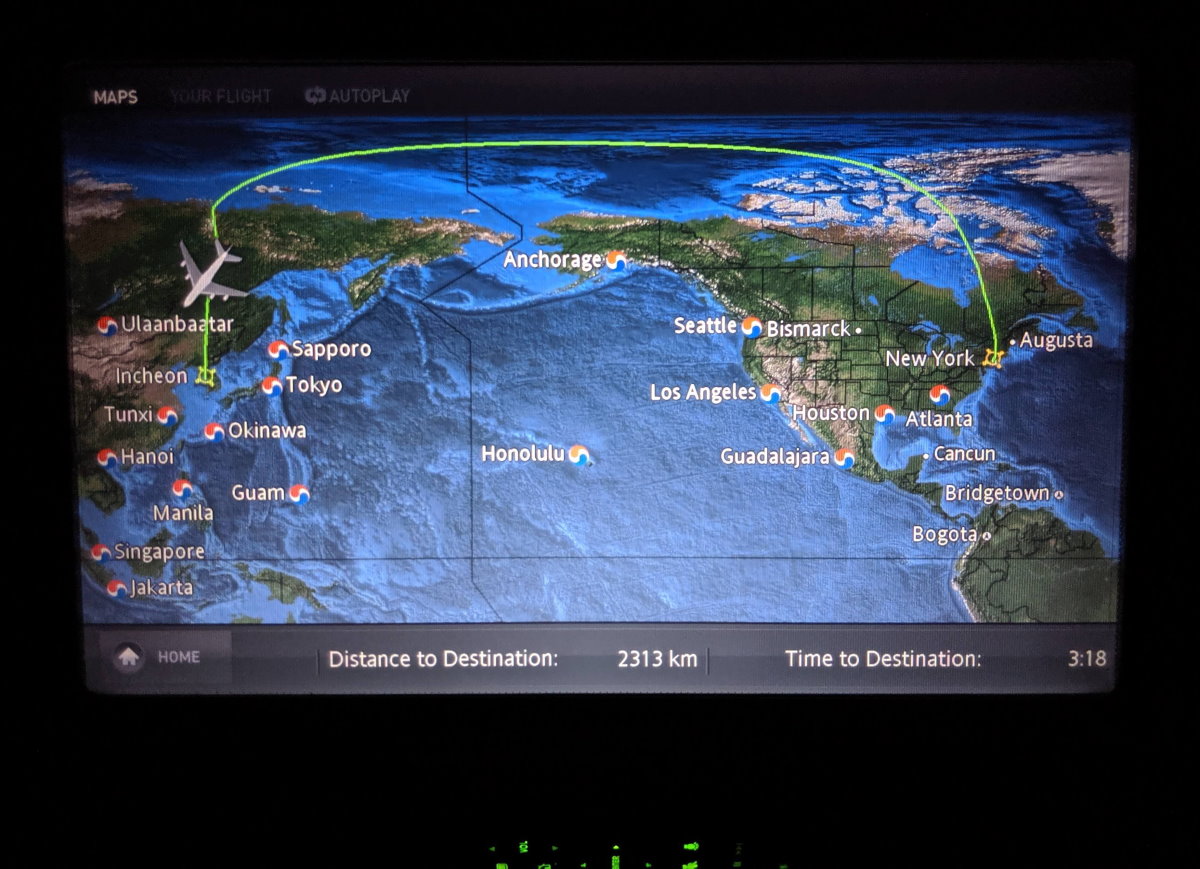 MAPS YOUR FLIGHT AUTOPLAY
Anchorage
Ulaanbaatar
Seattle
Bismarck
Augusta
Sapporo
New York
Incheon
Tokyo
Los Angeles
Tunxi
Houston
Atlanta
Okinawa
Hanoi
Honolulu
Guadalajara
Cancun
Guam
Bridgetown
Manila
Bogota
Singapore
Jakarta
HOME Distance to Destination: 2313 km Time to Destination: 3:18